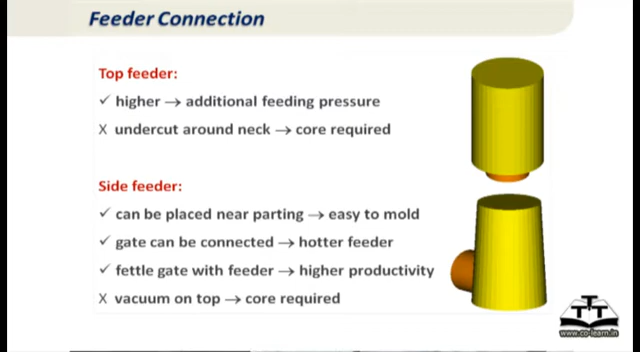 Feeder Connection
Top feeder:
✓ higher → additional feeding pressure
X undercut around neck → core required
Side feeder:
✓ can be placed near parting → easy to mold
✓ gate can be connected → hotter feeder
✓ fettle gate with feeder → higher productivity
X vacuum on top → core required
TTT
www.co-learn.in